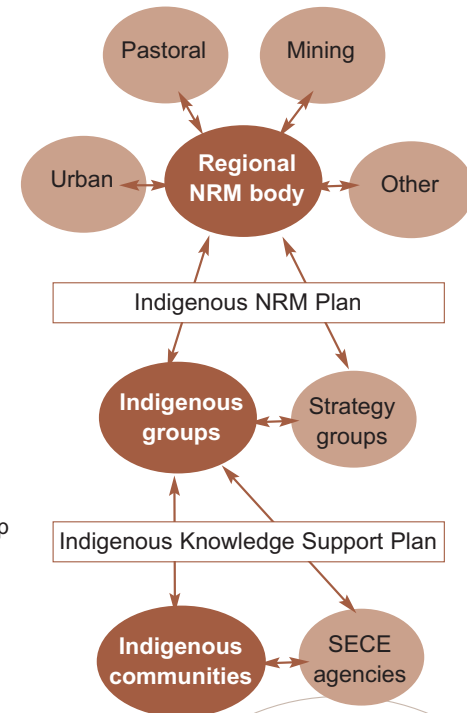 Pastoral
Mining
Urban
Regional
NRM body
Other
Indigenous NRM Plan
Indigenous
groups
Strategy
groups
p
Indigenous Knowledge Support Plan
Indigenous
communities
SECE
agencies